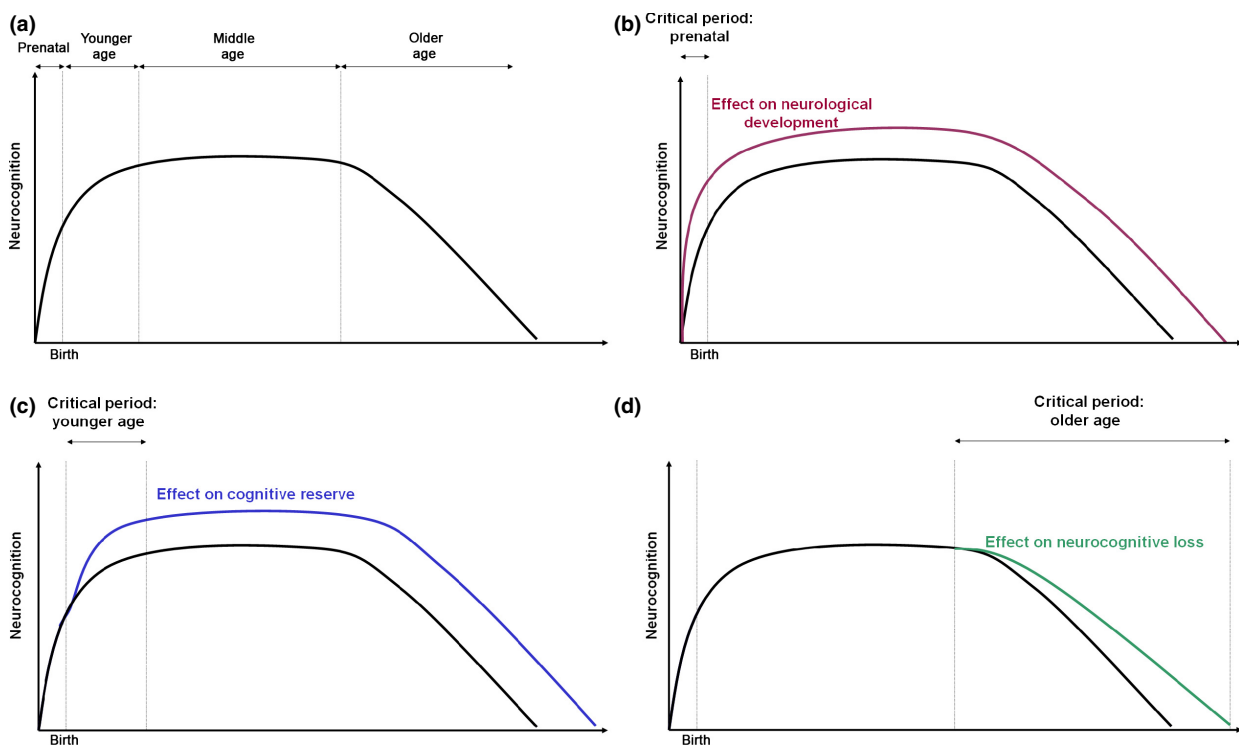 (a)
Prenatal
Younger
age
Middle
age
Older
age
Neurocognition
Birth
(b)
Critical period:
prenatal
Effect on neurological
development
Neurocognition
Birth
(c)
Critical period:
younger age
Effect on cognitive reserve
Neurocognition
Birth
(d)
Critical period:
older age
Effect on neurocognitive loss
Neurocognition
Birth